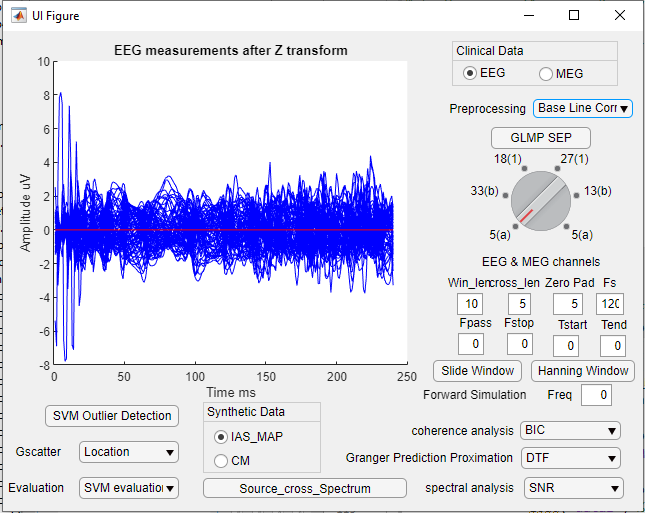 UI Figure
EEG measurements after Z transform
Amplitude uV
10
8
6
4
2
0
-2
-4
-6
-8
0 50 100 150 200 250
Time ms
Clinical Data
EEG MEG
Preprocessing Base Line Corr
GLMP SEP
18(1) 27(1)
33(b) 13(b)
5(a) 5(a)
EEG & MEG channels
Win_len cross_len Zero Pad Fs
10 5 5 120
Fpass Fstop Tstart Tend
0 0 0 0
Slide Window Hanning Window
Forward Simulation Freq 0
SVM Outlier Detection
Synthetic Data
IAS_MAP
CM
Gscatter Location
Evaluation SVM evaluation
Source_cross_Spectrum
coherence analysis BIC
Granger Prediction Proximation DTF
spectral analysis SNR